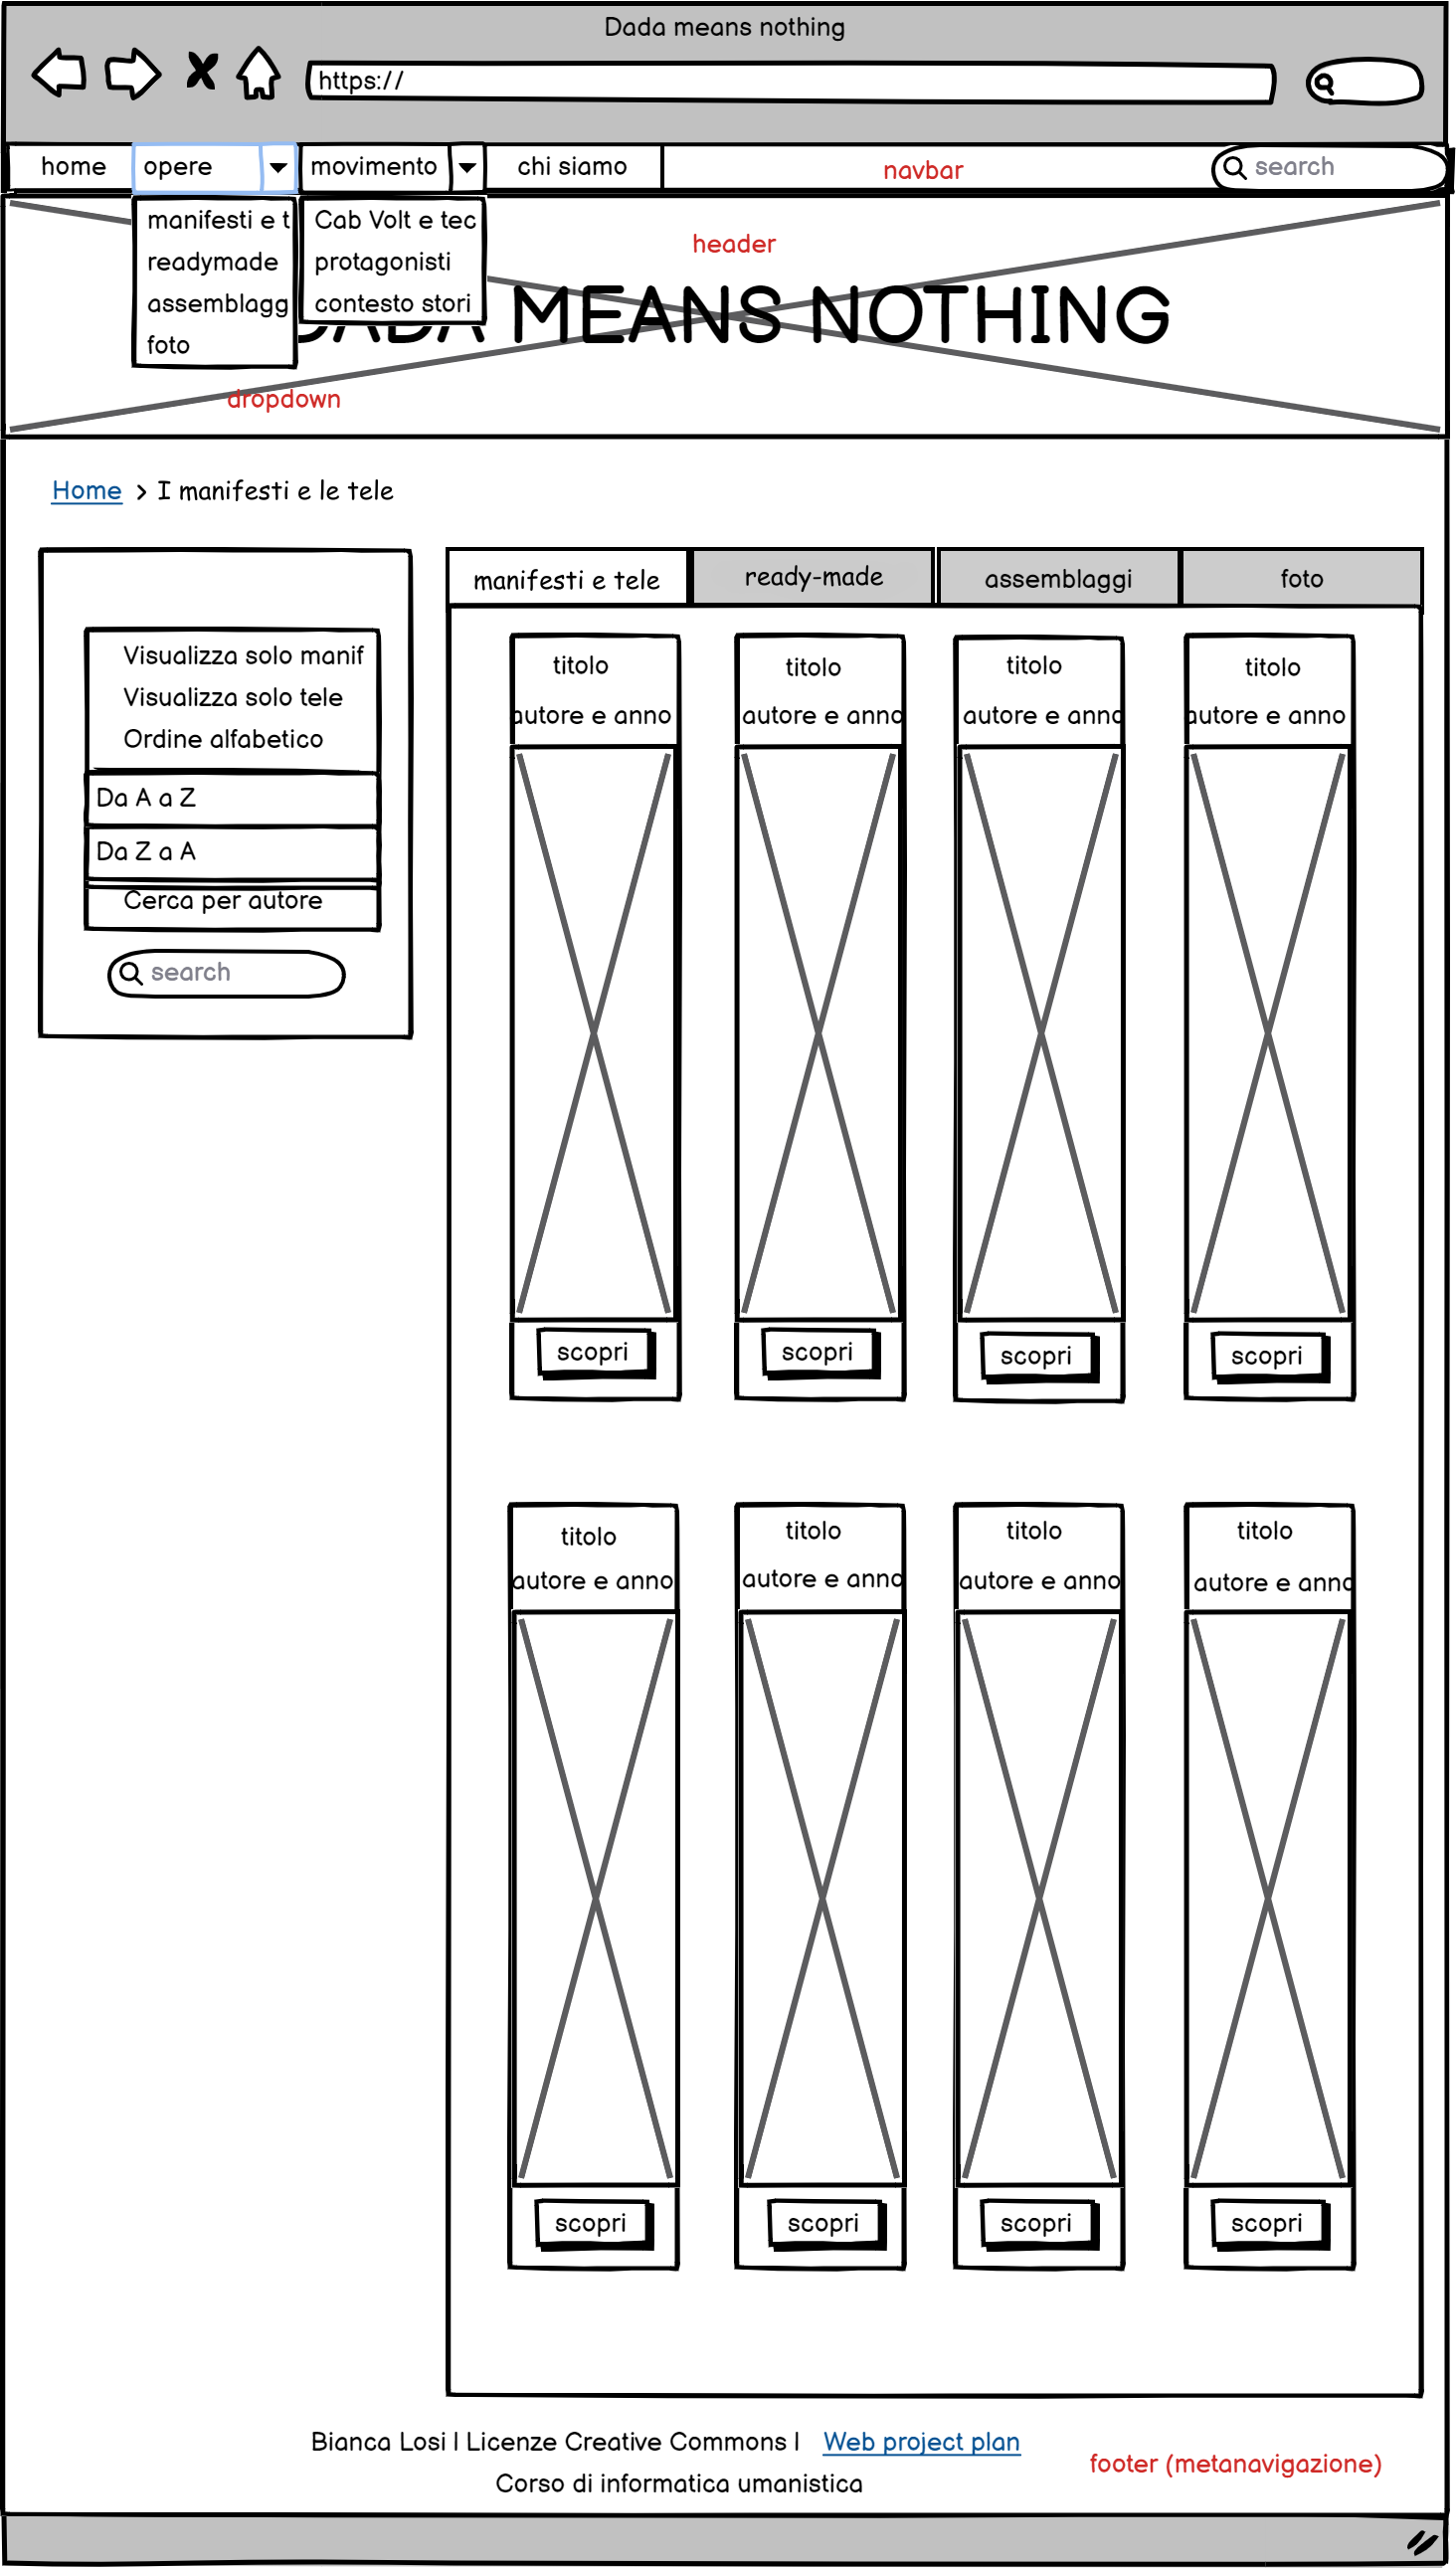 Dada means nothing
https://
home opere movimento chi siamo navbar search
manifesti e t
readymade
assemblagg
foto
Cab Volt e tec
protagonisti
contesto stori
header
DADA MEANS NOTHING
dropdown
Home > I manifesti e le tele
Visualizza solo manif
Visualizza solo tele
Ordine alfabetico
Da A a Z
Da Z a A
Cerca per autore
search
manifesti e tele ready-made assemblaggi foto
titolo titolo titolo titolo
autore e anno autore e anno autore e anno autore e anno
scopri scopri scopri scopri
titolo titolo titolo titolo
autore e anno autore e anno autore e anno autore e anno
scopri scopri scopri scopri
Bianca Losi | Licenze Creative Commons | Web project plan
footer (metanavigazione)
Corso di informatica umanistica